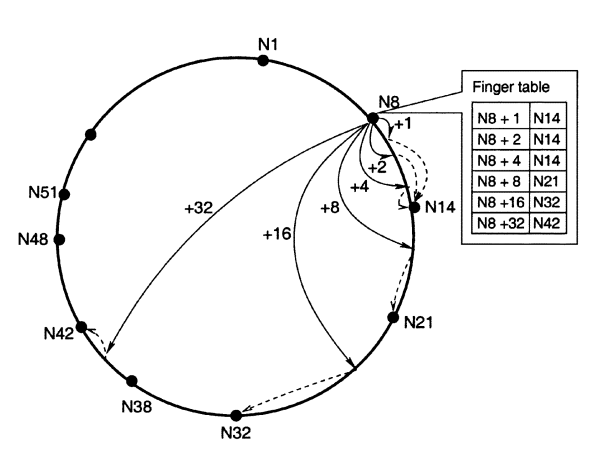 N1
Finger table
N8
+1
N8 + 1 N14
N8 + 2 N14
+2
N8 + 4 N14
+4
N8 + 8 N21
N51
+32
+8
N14
N8 +16 N32
N48
+16
N8 +32 N42
N42
N21
N38
N32